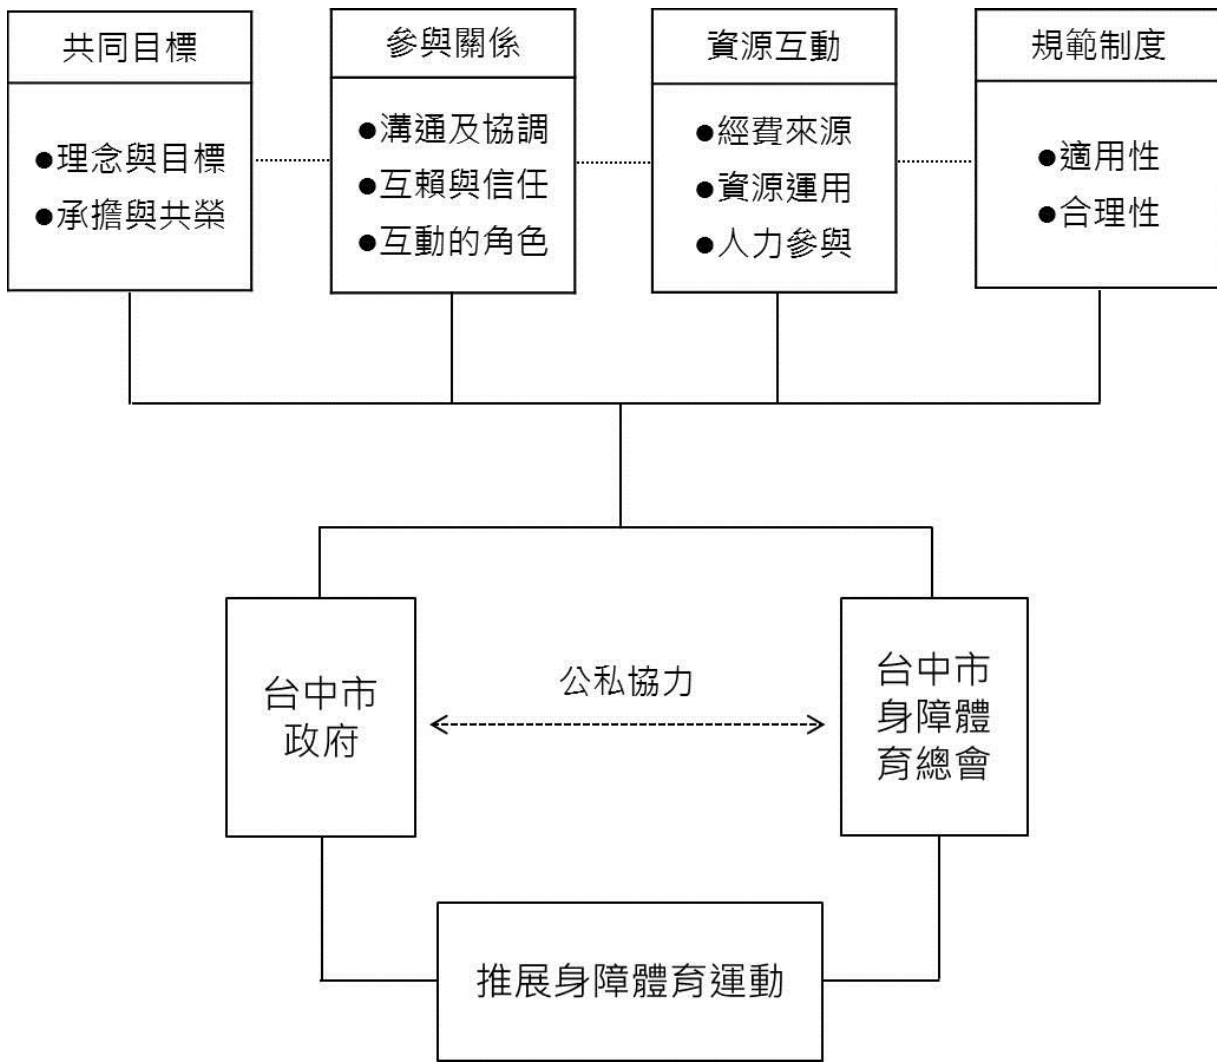 共同目標
●理念與目標
●承擔與共榮
參與關係
●溝通及協調
●互賴與信任
●互動的角色
資源互動
●經費來源
●資源運用
●人力參與
規範制度
●適用性
●合理性
台中市
政府
公私協力
台中市
身障體
育總會
推展身障體育運動